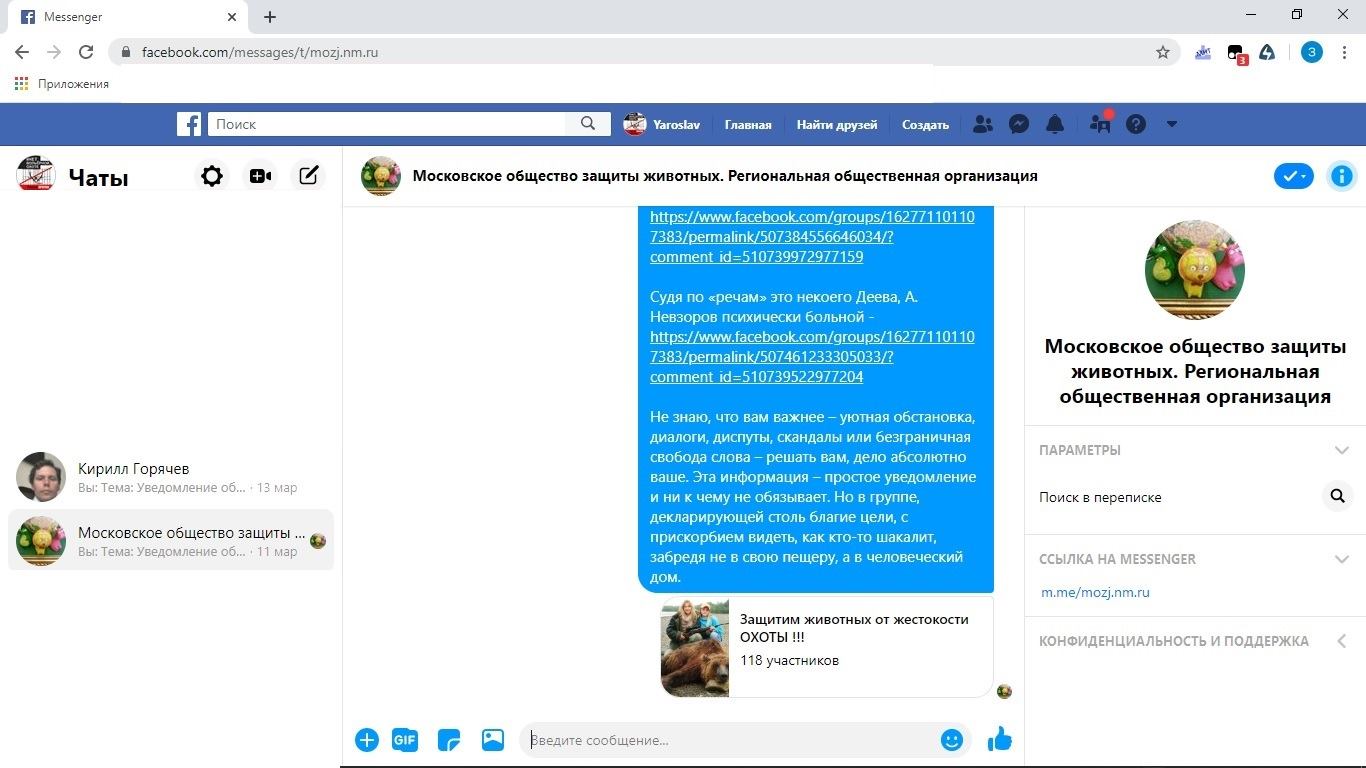 Messenger
facebook.com/messages/t/mozj.nm.ru
3
З
Приложения
Поиск
Yaroslav
Главная
Найти друзей
Создать
Чаты
Московское общество защиты животных. Региональная общественная организация
Кирилл Горячев
Вы: Тема: Уведомление об... · 13 мар
Московское общество защиты ...
Вы: Тема: Уведомление об... · 11 мар
https://www.facebook.com/groups/16277110110
7383/permalink/507384556646034/?
comment_id=510739972977159
Судя по «речам» это некоего Деева, А.
Невзоров психически больной -
https://www.facebook.com/groups/16277110110
7383/permalink/507461233305033/?
comment_id=510739522977204
Не знаю, что вам важнее – уютная обстановка,
диалоги, диспуты, скандалы или безграничная
свобода слова – решать вам, дело абсолютно
ваше. Эта информация – простое уведомление
и ни к чему не обязывает. Но в группе,
декларирующей столь благие цели, с
прискорбием видеть, как кто-то шакалит,
забредя не в свою пещеру, а в человеческий
дом.
Защитим животных от жестокости
ОХОТЫ !!!
118 участников
GIF
Введите сообщение...
Московское общество защиты
животных. Региональная
общественная организация
ПАРАМЕТРЫ
Поиск в переписке
ССЫЛКА НА MESSENGER
m.me/mozj.nm.ru
КОНФИДЕНЦИАЛЬНОСТЬ И ПОДДЕРЖКА